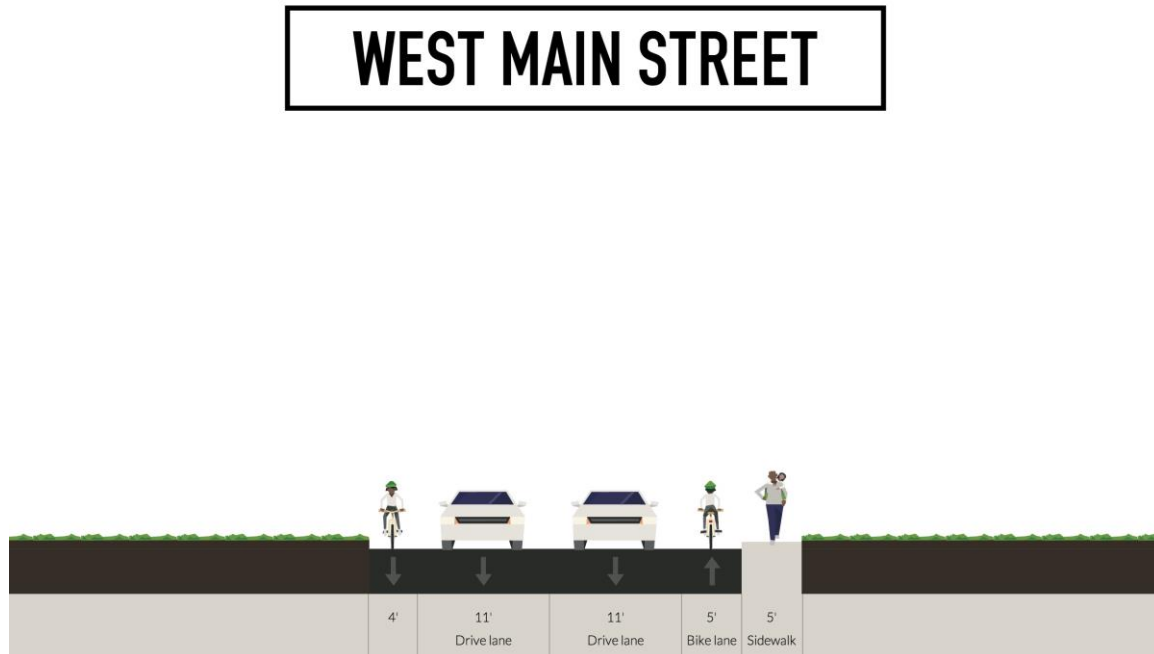 WEST MAIN STREET
4' 11' 11' 5' 5'
Drive lane Drive lane Bike lane Sidewalk